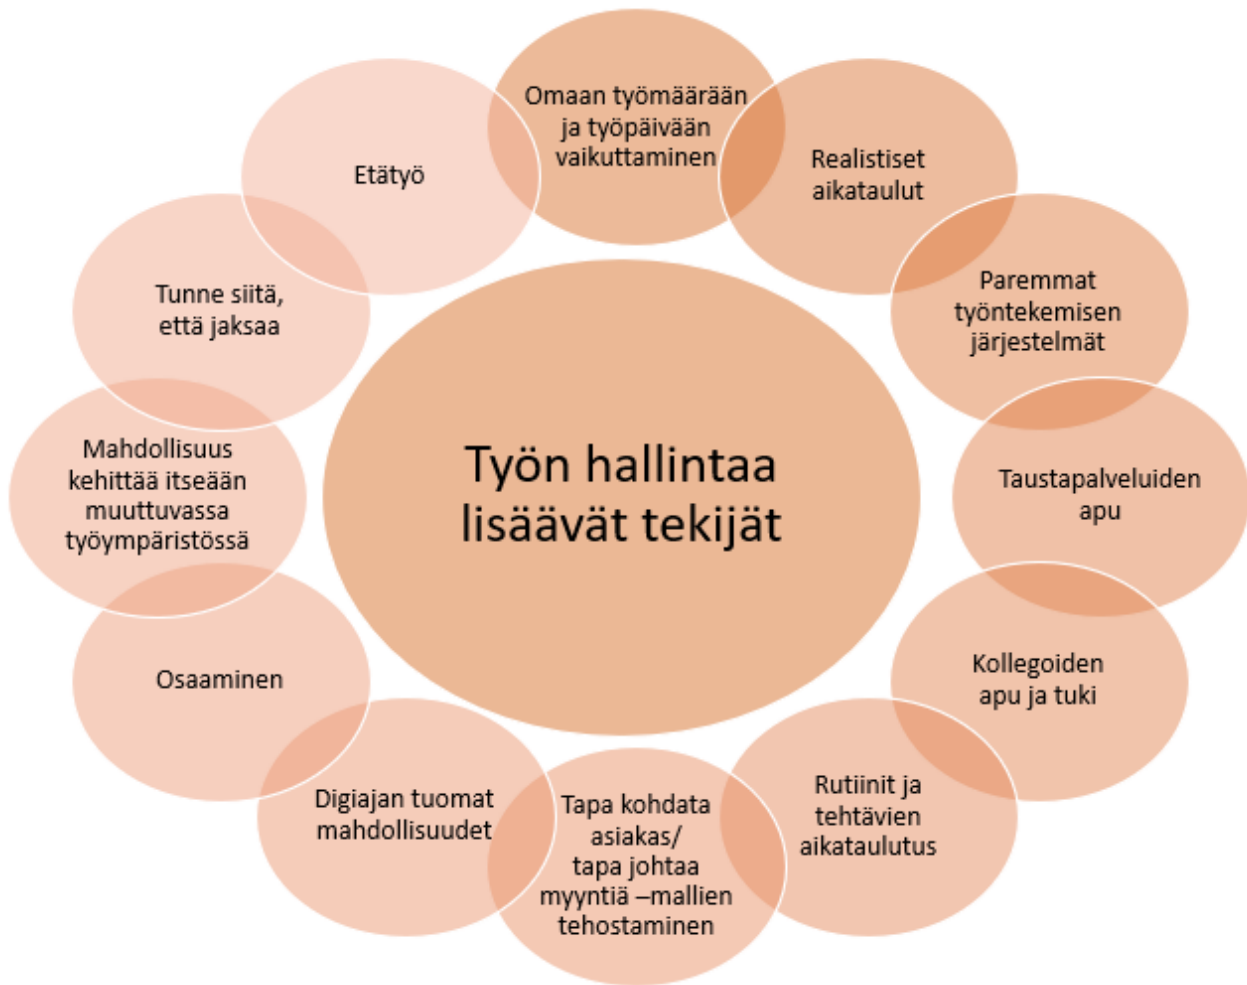 Omaan työmäärään
ja työpäivään
vaikuttaminen
Realistiset
aikataulut
Paremmat
työntekemisen
järjestelmät
Taustapalveluiden
apu
Kollegoiden
apu ja tuki
Rutiinit ja
tehtävien
aikataulutus
Tapa kohdata
asiakas/
tapa johtaa
myyntiä –mallien
tehostaminen
Digiajan tuomat
mahdollisuudet
Osaaminen
Mahdollisuus
kehittää itseään
muuttuvassa
työympäristössä
Tunne siitä,
että jaksaa
Etätyö
Työn hallintaa
lisäävät tekijät